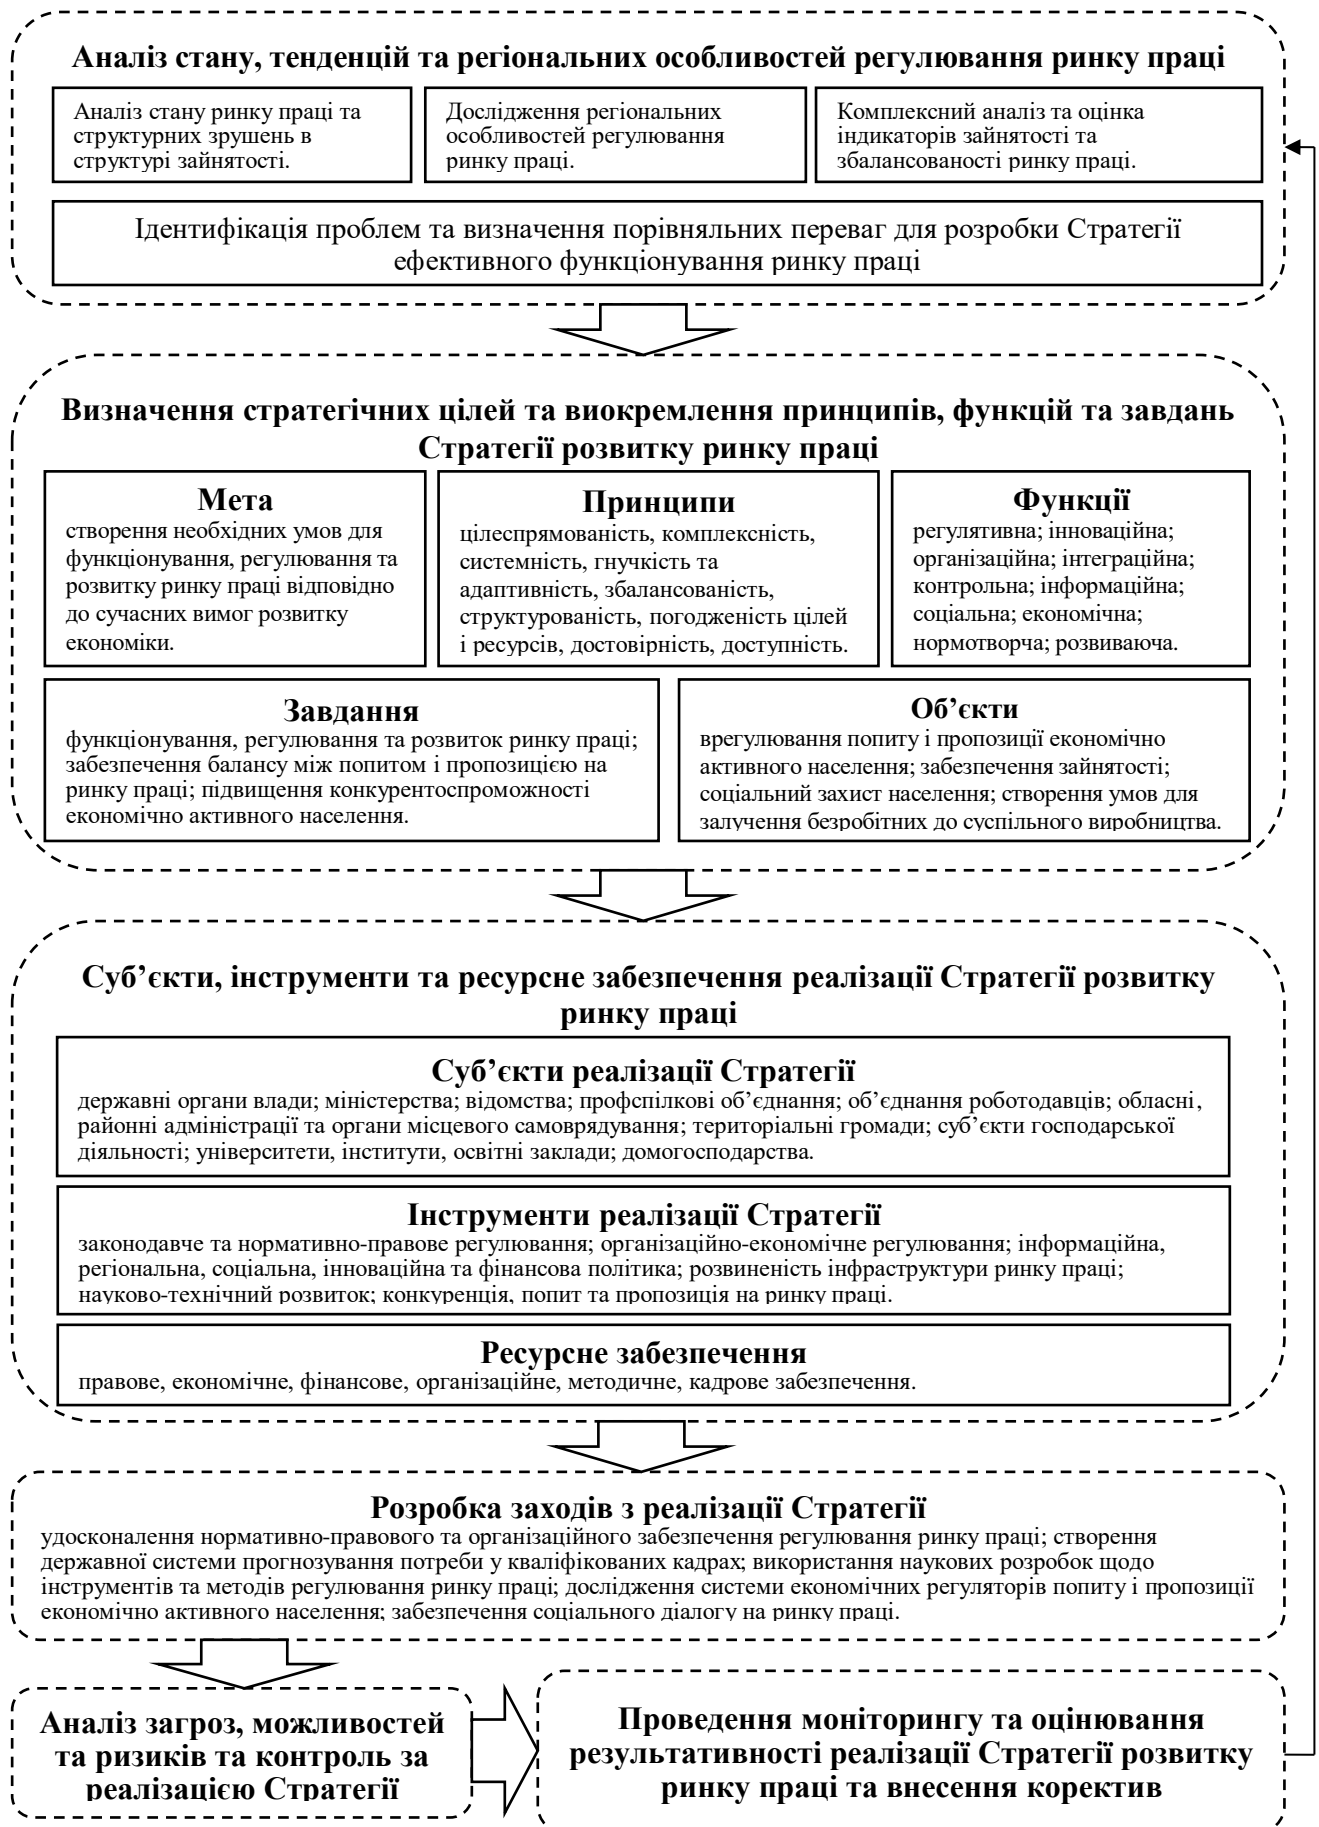 Аналіз стану, тенденцій та регіональних особливостей регулювання ринку праці
Аналіз стану ринку праці та
структурних зрушень в
структурі зайнятості.
Дослідження регіональних
особливостей регулювання
ринку праці.
Комплексний аналіз та оцінка
індикаторів зайнятості та
збалансованості ринку праці.
Ідентифікація проблем та визначення порівняльних переваг для розробки Стратегії
ефективного функціонування ринку праці
Визначення стратегічних цілей та виокремлення принципів, функцій та завдань
Стратегії розвитку ринку праці
Мета
створення необхідних умов для
функціонування, регулювання та
розвитку ринку праці відповідно
до сучасних вимог розвитку
економіки.
Принципи
цілеспрямованість, комплексність,
системність, гнучкість та
адаптивність, збалансованість,
структурованість, погодженість цілей
і ресурсів, достовірність, доступність.
Функції
регулятивна; інноваційна;
організаційна; інтеграційна;
контрольна; інформаційна;
соціальна; економічна;
нормотворча; розвиваюча.
Завдання
функціонування, регулювання та розвиток ринку праці;
забезпечення балансу між попитом і пропозицією на
ринку праці; підвищення конкурентоспроможності
економічно активного населення.
Об’єкти
врегулювання попиту і пропозиції економічно
активного населення; забезпечення зайнятості;
соціальний захист населення; створення умов для
залучення безробітних до суспільного виробництва.
Суб’єкти, інструменти та ресурсне забезпечення реалізації Стратегії розвитку
ринку праці
Суб’єкти реалізації Стратегії
державні органи влади; міністерства; відомства; профспілкові об’єднання; об’єднання роботодавців; обласні,
районні адміністрації та органи місцевого самоврядування; територіальні громади; суб’єкти господарської
діяльності; університети, інститути, освітні заклади; домогосподарства.
Інструменти реалізації Стратегії
законодавче та нормативно-правове регулювання; організаційно-економічне регулювання; інформаційна,
регіональна, соціальна, інноваційна та фінансова політика; розвиненість інфраструктури ринку праці;
науково-технічний розвиток; конкуренція, попит та пропозиція на ринку праці.
Ресурсне забезпечення
правове, економічне, фінансове, організаційне, методичне, кадрове забезпечення.
Розробка заходів з реалізації Стратегії
удосконалення нормативно-правового та організаційного забезпечення регулювання ринку праці; створення
державної системи прогнозування потреби у кваліфікованих кадрах; використання наукових розробок щодо
інструментів та методів регулювання ринку праці; дослідження системи економічних регуляторів попиту і пропозиції
економічно активного населення; забезпечення соціального діалогу на ринку праці.
Аналіз загроз, можливостей
та ризиків та контроль за
реалізацією Стратегії
Проведення моніторингу та оцінювання
результативності реалізації Стратегії розвитку
ринку праці та внесення коректив